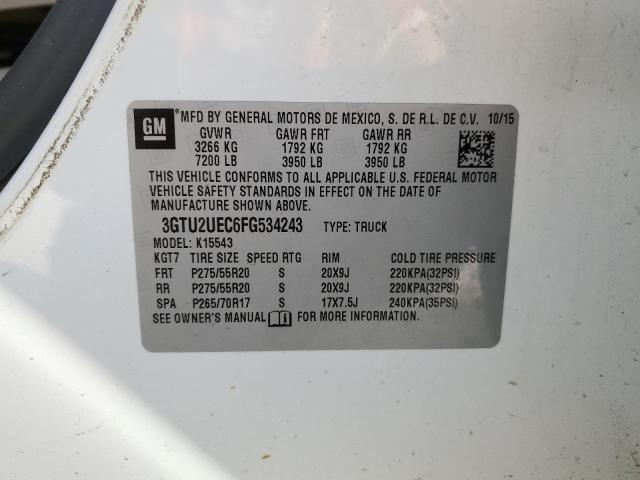 GM
® MFD BY GENERAL MOTORS DE MEXICO, S. DE R.L. DE C.V. 10/15
GVWR GAWR FRT GAWR RR
3266 KG 1792 KG 1792 KG
7200 LB 3950 LB 3950 LB
THIS VEHICLE CONFORMS TO ALL APPLICABLE U.S. FEDERAL MOTOR
VEHICLE SAFETY STANDARDS IN EFFECT ON THE DATE OF
MANUFACTURE SHOWN ABOVE.
3GTU2UEC6FG534243 TYPE: TRUCK
MODEL: K15543
KGT7 TIRE SIZE SPEED RTG RIM COLD TIRE PRESSURE
FRT P275/55R20 S 20X9J 220KPA(32PSI)
RR P275/55R20 S 20X9J 220KPA(32PSI)
SPA P265/70R17 S 17X7.5J 240KPA(35PSI)
SEE OWNER'S MANUAL FOR MORE INFORMATION.